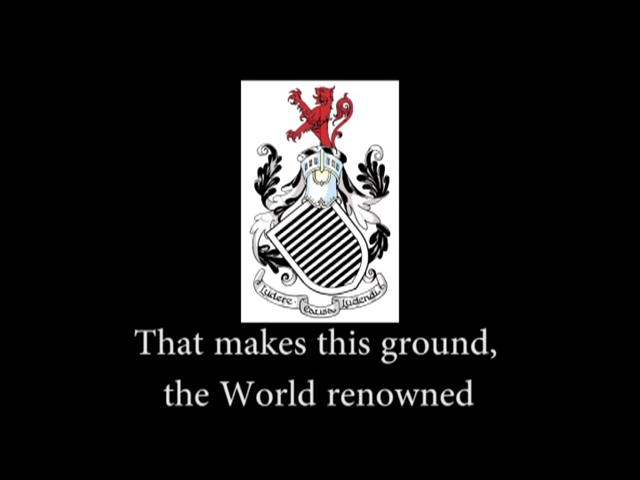 Ludere Causa Ludendi
That makes this ground,
the World renowned